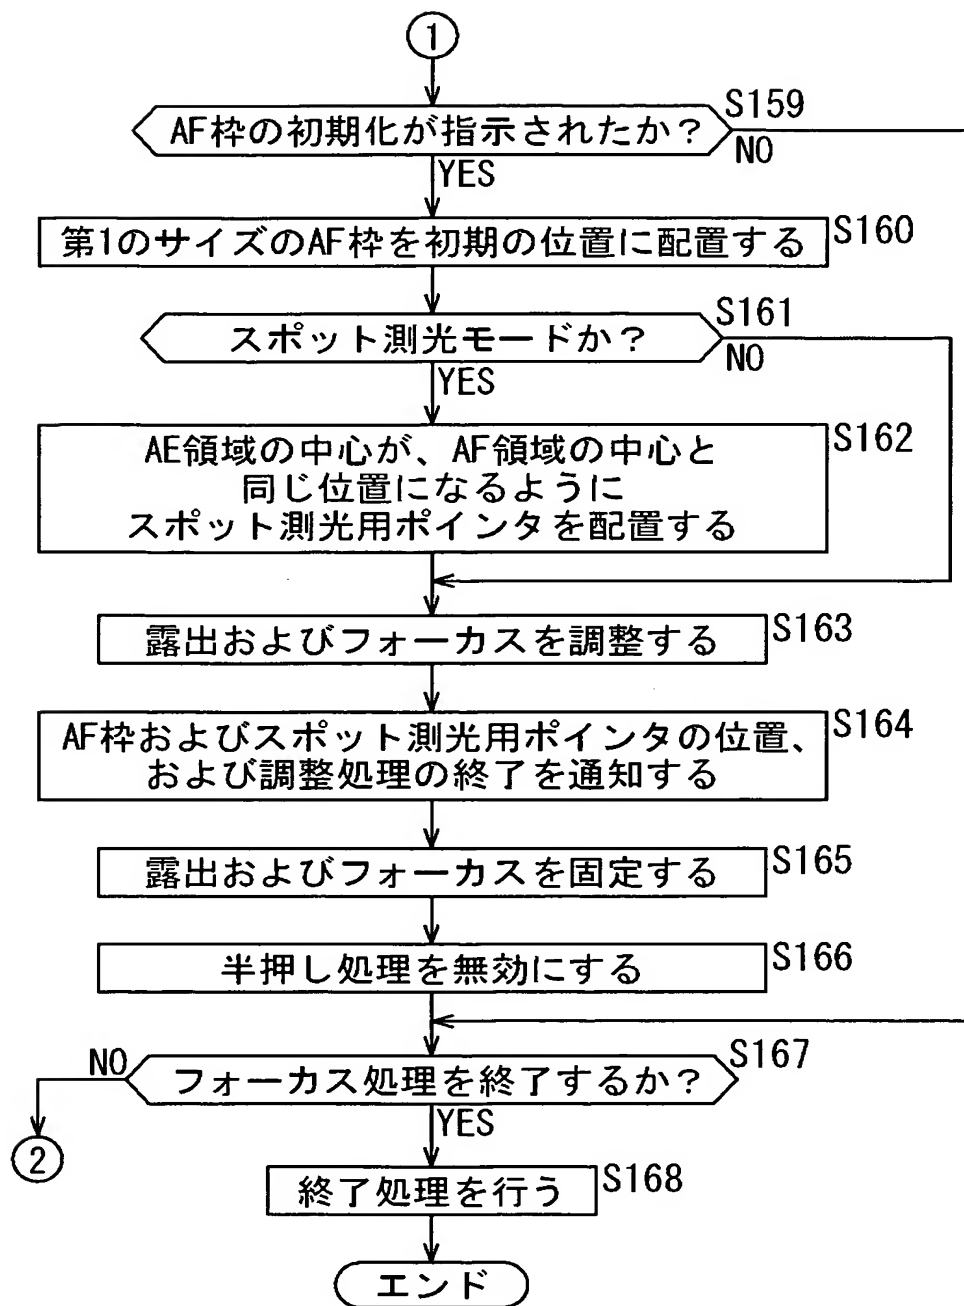 1
AF枠の初期化が指示されたか?
S159
NO
YES
第1のサイズのAF枠を初期の位置に配置する
S160
スポット測光モードか?
S161
NO
YES
AE領域の中心が、AF領域の中心と
同じ位置になるように
スポット測光用ポインタを配置する
S162
露出およびフォーカスを調整する
S163
AF枠およびスポット測光用ポインタの位置、
および調整処理の終了を通知する
S164
露出およびフォーカスを固定する
S165
半押し処理を無効にする
S166
フォーカス処理を終了するか?
S167
NO
YES
2
終了処理を行う
S168
エンド